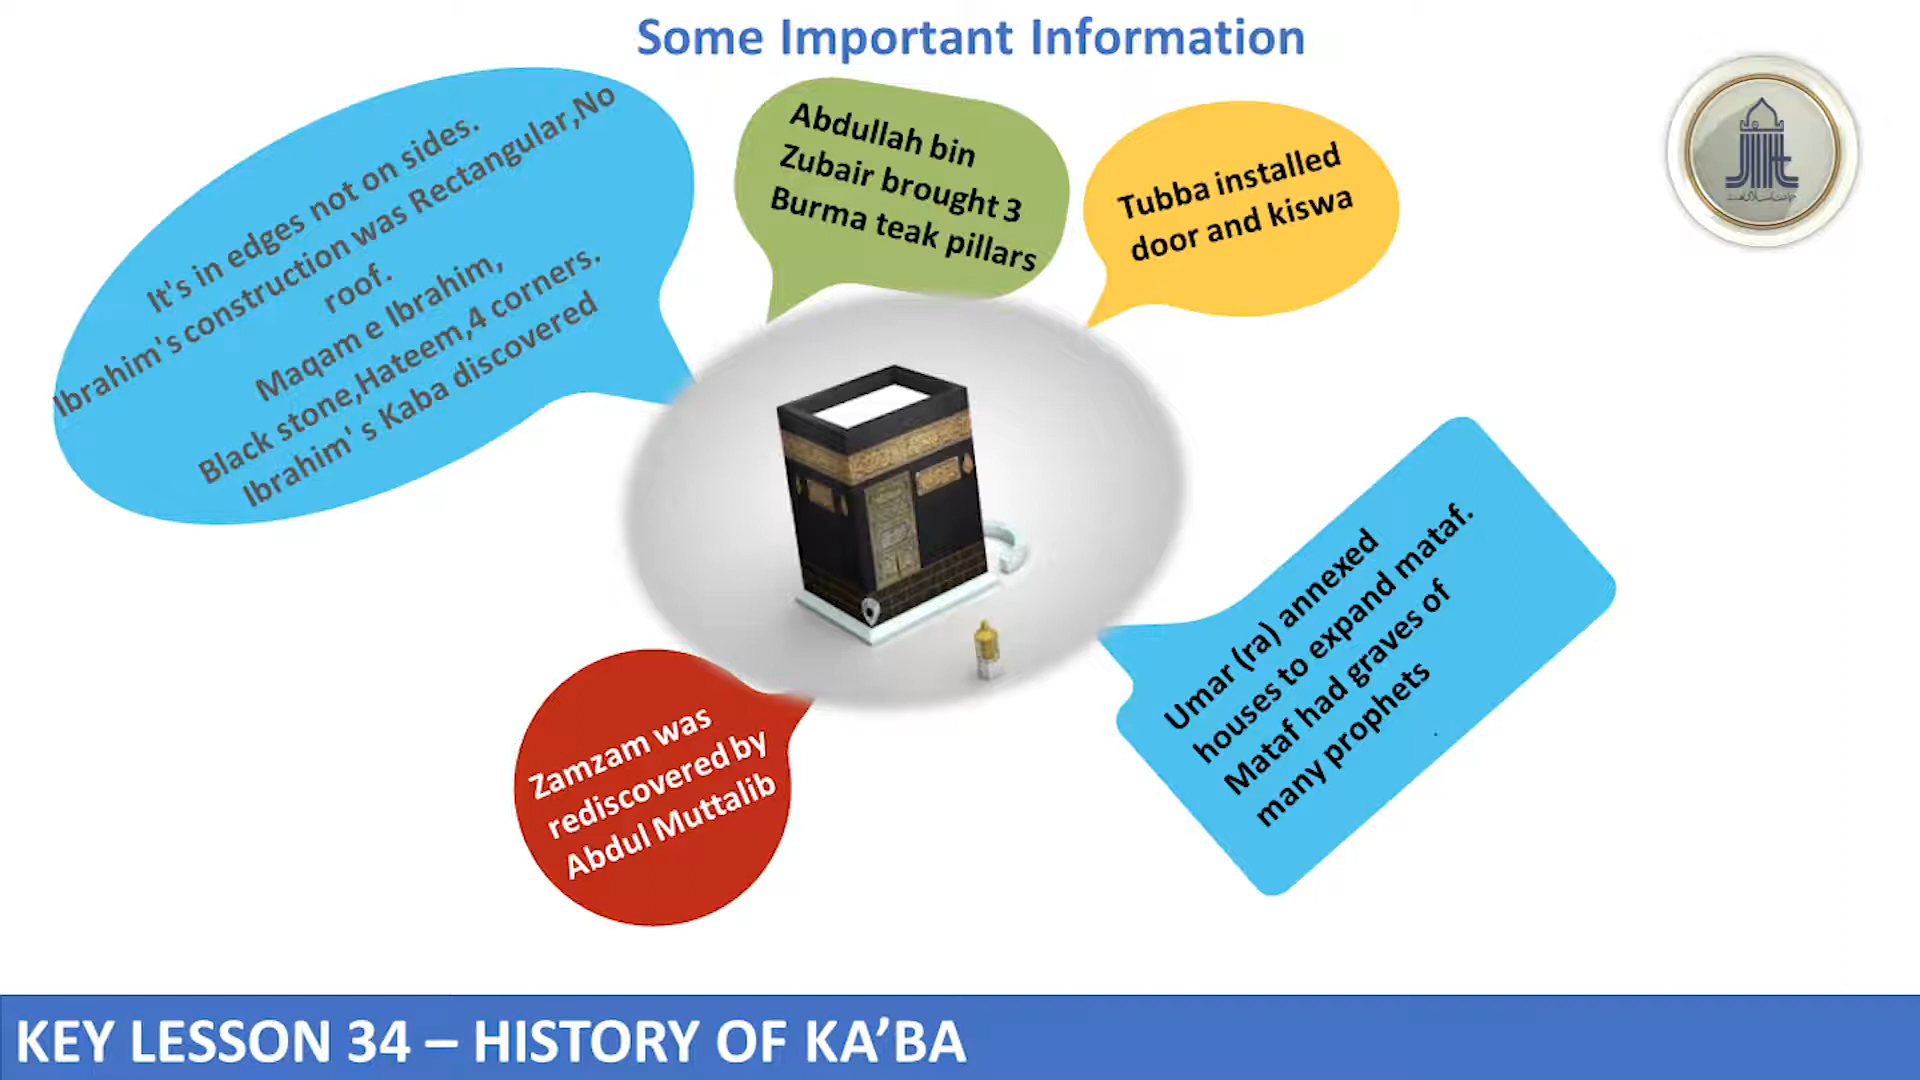 Some Important Information
It's in edges not on sides.
Ibrahim's construction was Rectangular,No
roof.
Maqam e Ibrahim,
Black stone,Hateem,4 corners.
Ibrahim' s Kaba discovered
Abdullah bin
Zubair brought 3
Burma teak pillars
Tubba installed
door and kiswa
Umar (ra) annexed
houses to expand mataf.
Mataf had graves of
many prophets
Zamzam was
rediscovered by
Abdul Muttalib
KEY LESSON 34 – HISTORY OF KA’BA